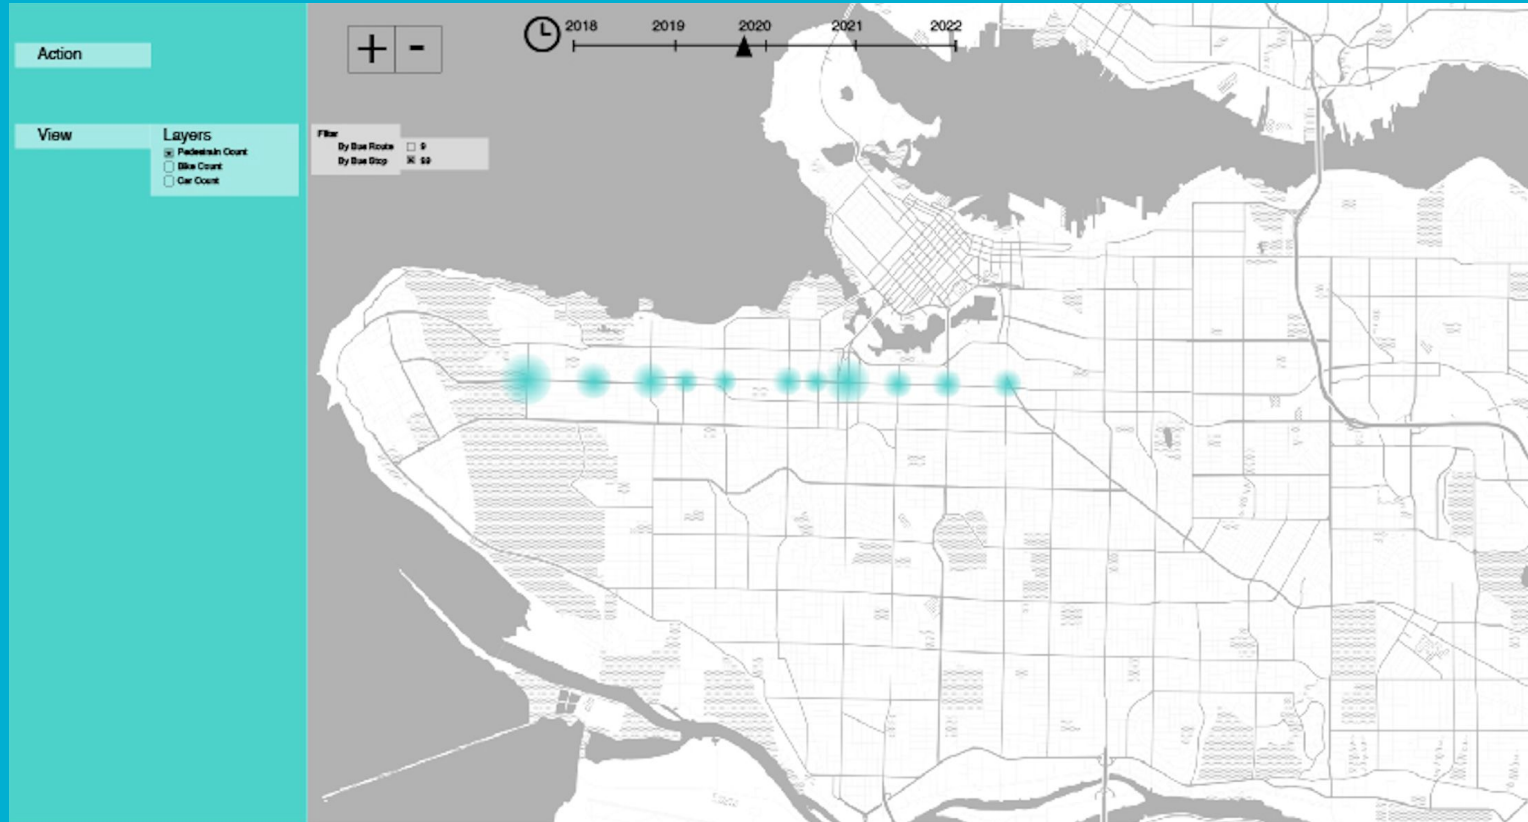 2018 2019 2020 2021 2022
+ -
Action
View
Layers
Pedestrain Count
Bike Count
Car Count
Filter
By Bus Route 9
By Bus Stop 99